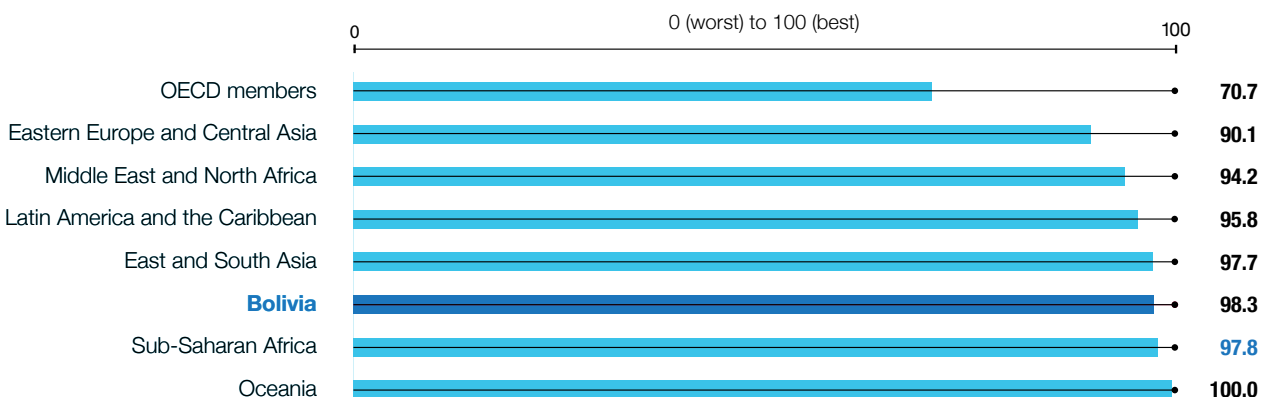 0 (worst) to 100 (best)
0 100
OECD members 70.7
Eastern Europe and Central Asia 90.1
Middle East and North Africa 94.2
Latin America and the Caribbean 95.8
East and South Asia 97.7
Bolivia 98.3
Sub-Saharan Africa 97.8
Oceania 100.0